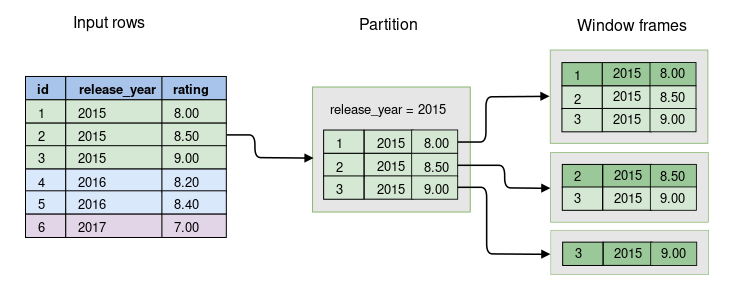 Input rows
Partition
Window frames
id release_year rating
1 2015 8.00
2 2015 8.50
3 2015 9.00
4 2016 8.20
5 2016 8.40
6 2017 7.00
release_year = 2015
1 2015 8.00
2 2015 8.50
3 2015 9.00
1 2015 8.00
2 2015 8.50
3 2015 9.00
2 2015 8.50
3 2015 9.00
3 2015 9.00